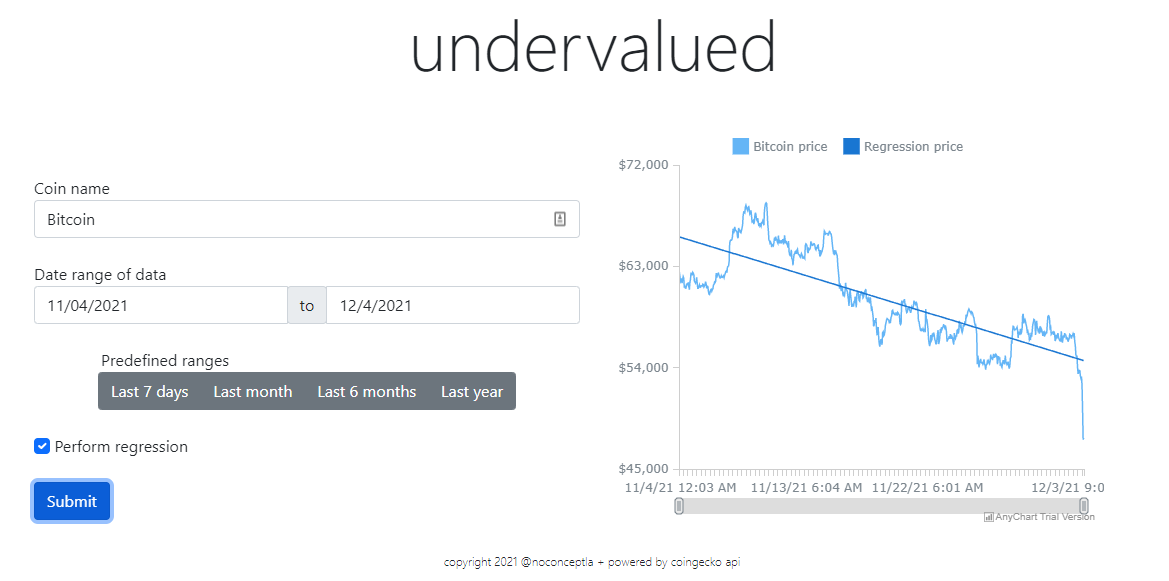 undervalued
Coin name
Bitcoin
Date range of data
11/04/2021 to 12/4/2021
Predefined ranges
Last 7 days Last month Last 6 months Last year
Perform regression
Submit
Bitcoin price Regression price
$72,000
$63,000
$54,000
$45,000
11/4/21 12:03 AM 11/13/21 6:04 AM 11/22/21 6:01 AM 12/3/21 9:0
AnyChart Trial Version
copyright 2021 @noconceptla + powered by coingecko api